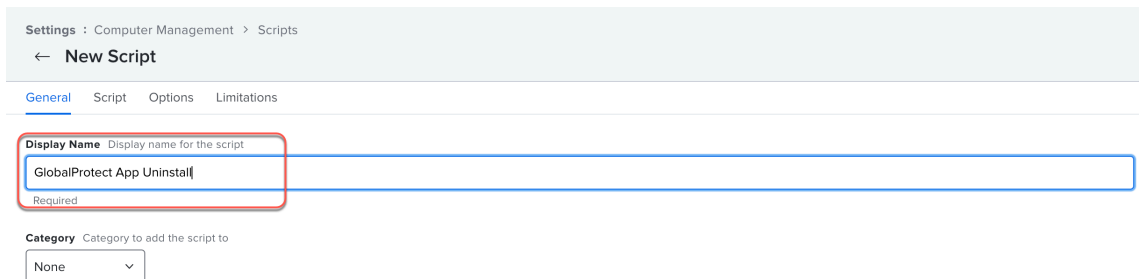 Settings : Computer Management > Scripts
← New Script
General Script Options Limitations
Display Name Display name for the script
GlobalProtect App Uninstall
Required
Category Category to add the script to
None